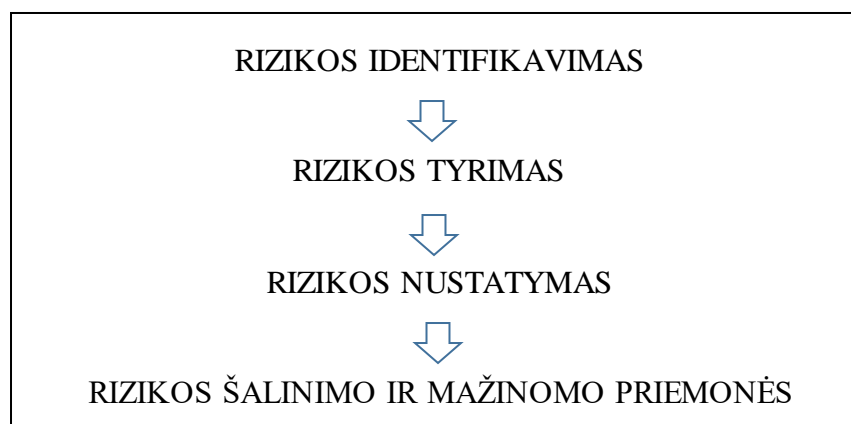 RIZIKOS IDENTIFIKAVIMAS
RIZIKOS TYRIMAS
RIZIKOS NUSTATYMAS
RIZIKOS ŠALINIMO IR MAŽINOMO PRIEMONĖS